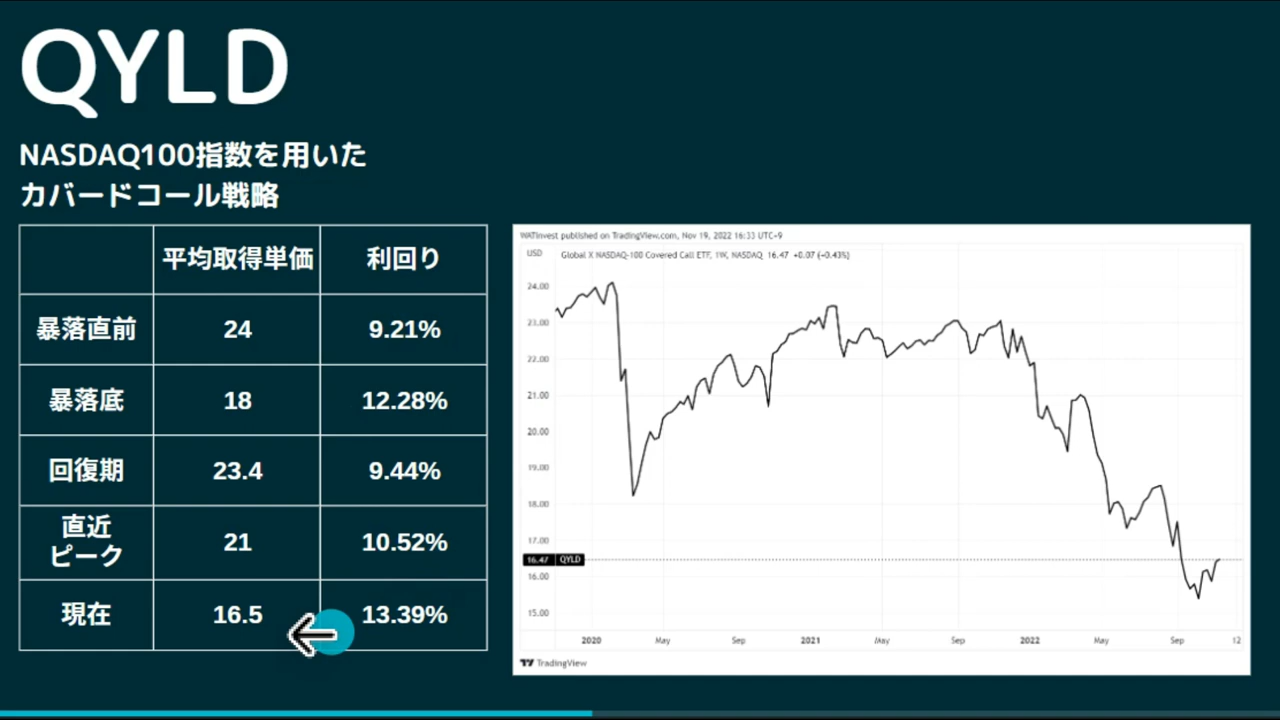 QYLD
NASDAQ100指数を用いた
カバードコール戦略
平均取得単価 利回り
暴落直前 24 9.21%
暴落底 18 12.28%
回復期 23.4 9.44%
直近
ピーク 21 10.52%
現在 16.5 13.39%
WATinvest published on TradingView.com, Nov 19, 2022 16:33 UTC-9
USD Global X NASDAQ-100 Covered Call ETF, 1W, NASDAQ 16.47 +0.07 (+0.43%)
24.00
23.00
22.00
21.00
20.00
19.00
18.00
17.00
16.47 QYLD
16.00
15.00
2020 May Sep 2021 May Sep 2022 May Sep 12
TradingView